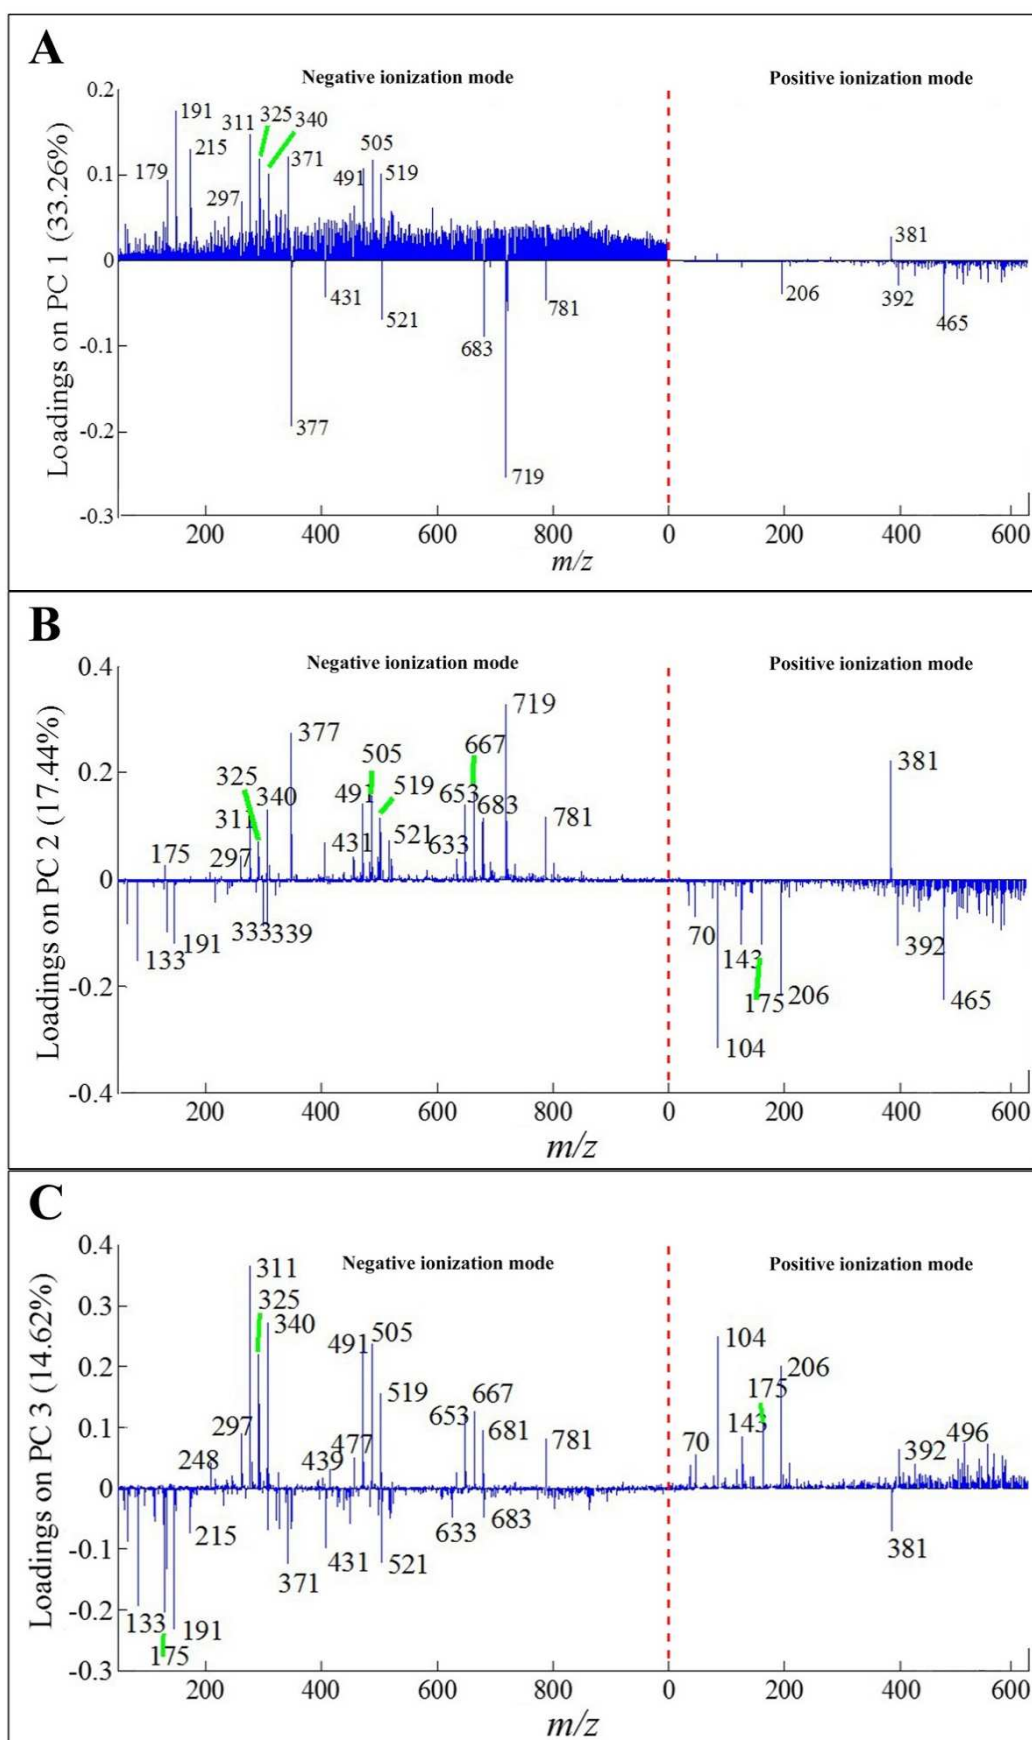 A
Negative ionization mode Positive ionization mode
Loadings on PC 1 (33.26%)
0.2
0.1
0
-0.1
-0.2
-0.3
179 191 215 297 311 325 340 371 491 505 519
431 521 683 781
377
719
381
206 392 465
200 400 600 800 0 200 400 600
m/z
B
Negative ionization mode Positive ionization mode
Loadings on PC 2 (17.44%)
0.4
0.2
0
-0.2
-0.4
175 297 311 325 340 377 431 491 505 519 521 633 653 667 683 719 781
133 191 333 339
381
70 104 143 175 206 392 465
200 400 600 800 0 200 400 600
m/z
C
Negative ionization mode Positive ionization mode
Loadings on PC 3 (14.62%)
0.4
0.3
0.2
0.1
0
-0.1
-0.2
-0.3
248 297 311 325 340 439 477 491 505 519 653 667 681 781
133 175 191 215 371 431 521 633 683
70 104 143 175 206 392 496
381
200 400 600 800 0 200 400 600
m/z